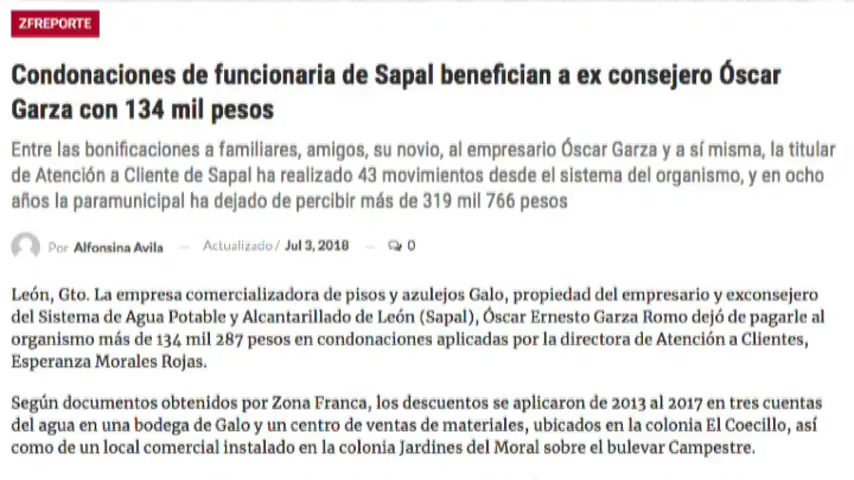 ZFREPORTE
Condonaciones de funcionaria de Sapal benefician a ex consejero Óscar
Garza con 134 mil pesos
Entre las bonificaciones a familiares, amigos, su novio, al empresario Óscar Garza y a sí misma, la titular
de Atención a Cliente de Sapal ha realizado 43 movimientos desde el sistema del organismo, y en ocho
años la paramunicipal ha dejado de percibir más de 319 mil 766 pesos
Por Alfonsina Avila — Actualizado / Jul 3, 2018 — 0
León, Gto. La empresa comercializadora de pisos y azulejos Galo, propiedad del empresario y exconsejero
del Sistema de Agua Potable y Alcantarillado de León (Sapal), Óscar Ernesto Garza Romo dejó de pagarle al
organismo más de 134 mil 287 pesos en condonaciones aplicadas por la directora de Atención a Clientes,
Esperanza Morales Rojas.
Según documentos obtenidos por Zona Franca, los descuentos se aplicaron de 2013 al 2017 en tres cuentas
del agua en una bodega de Galo y un centro de ventas de materiales, ubicados en la colonia El Coecillo, así
como de un local comercial instalado en la colonia Jardines del Moral sobre el bulevar Campestre.